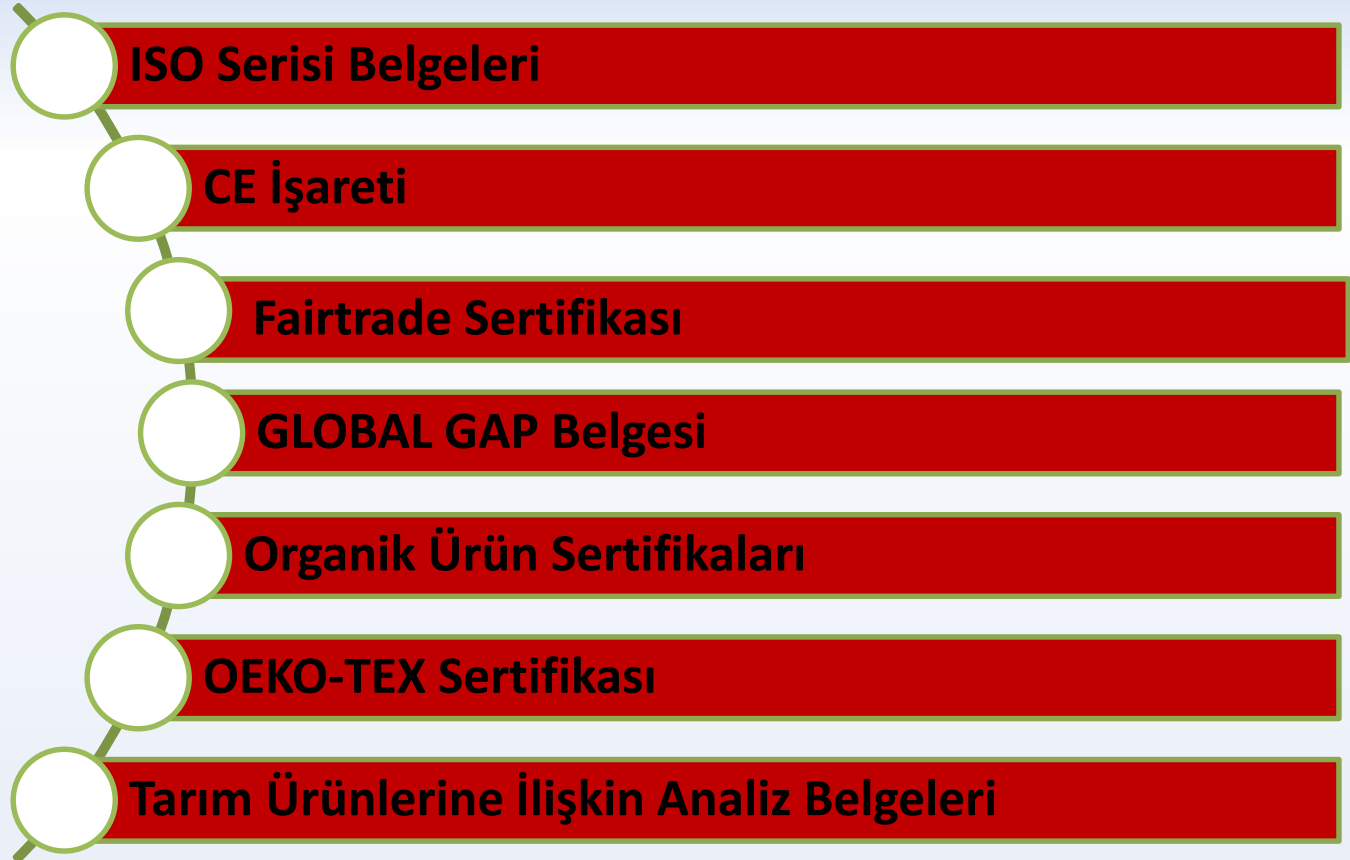 ISO Serisi Belgeleri
CE İşareti
Fairtrade Sertifikası
GLOBAL GAP Belgesi
Organik Ürün Sertifikaları
OEKO-TEX Sertifikası
Tarım Ürünlerine İlişkin Analiz Belgeleri